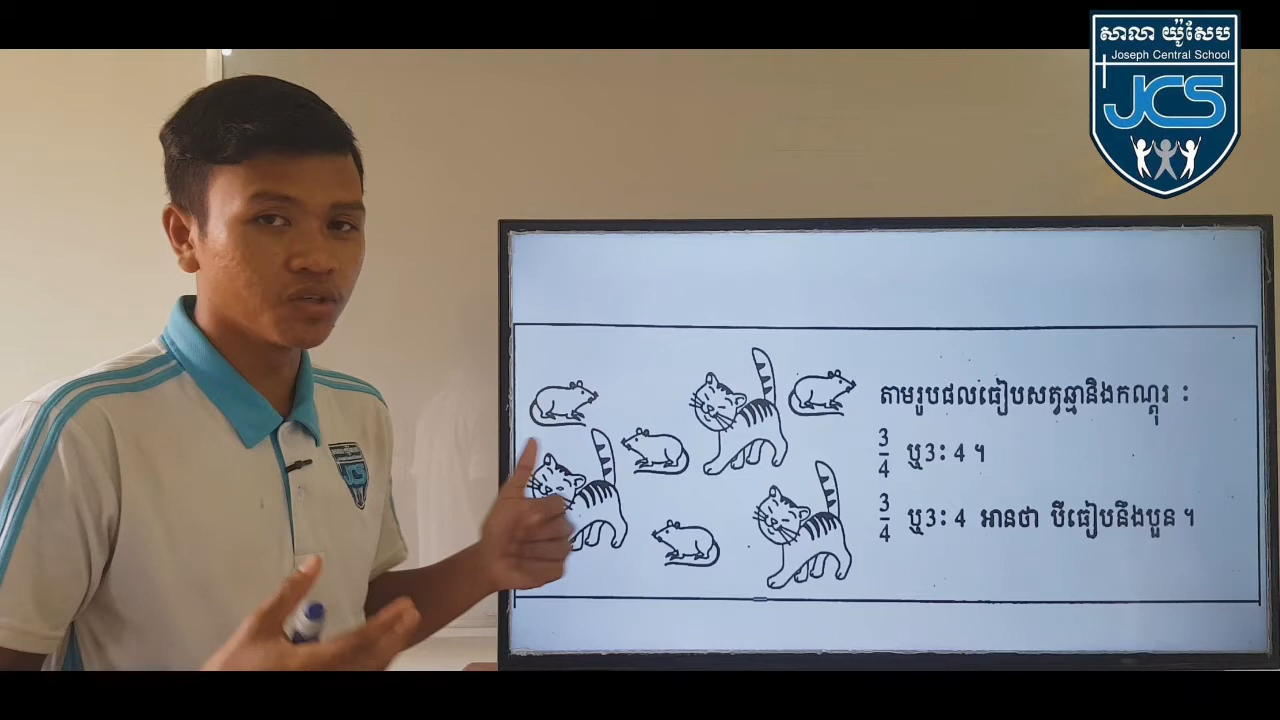 សាលា យ៉ូសែប
Joseph Central School
JCS
តាមរូបផលធៀបសត្វឆ្មានិងកណ្តុរ ៈ
3/4 ឬ 3ៈ 4 ។
3/4 ឬ 3ៈ 4 អានថា បីធៀបនឹងបួន ។